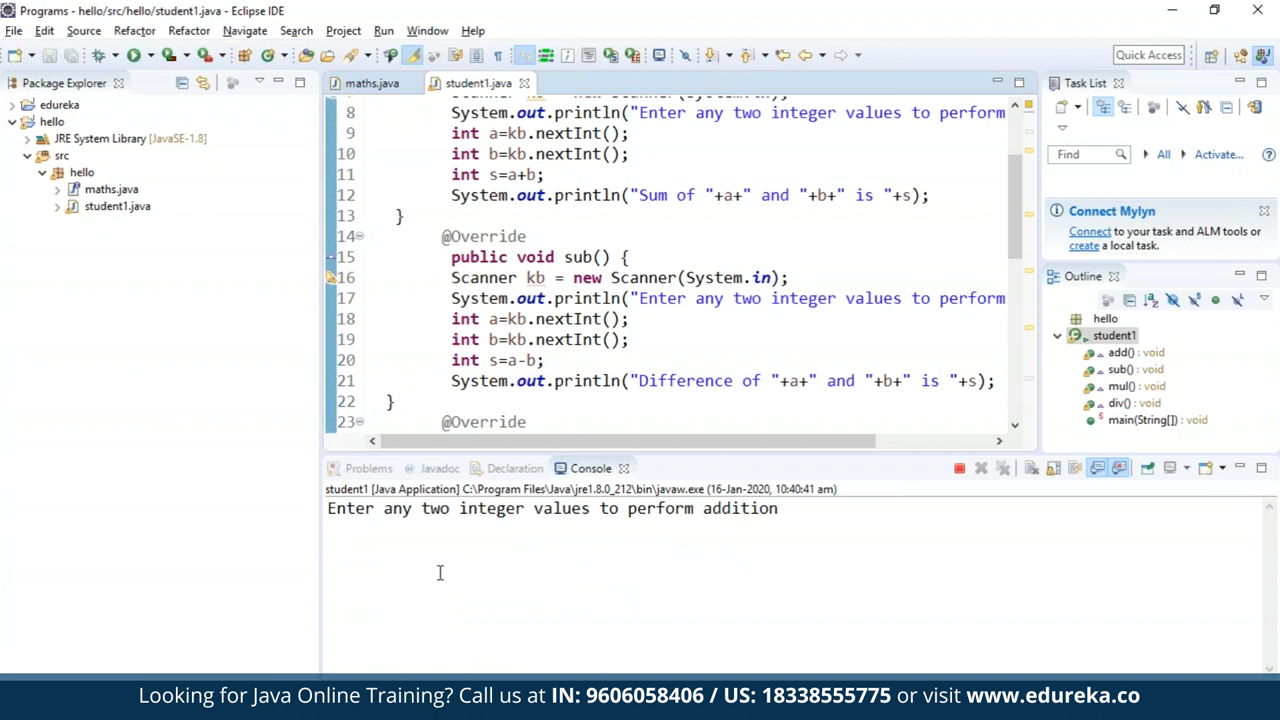 Programs - hello/src/hello/student1.java - Eclipse IDE
File Edit Source Refactor Refactor Navigate Search Project Run Window Help
Quick Access
Package Explorer
edureka
hello
JRE System Library [JavaSE-1.8]
src
hello
maths.java
student1.java
maths.java student1.java
8 System.out.println("Enter any two integer values to perform
9 int a=kb.nextInt();
10 int b=kb.nextInt();
11 int s=a+b;
12 System.out.println("Sum of "+a+" and "+b+" is "+s);
13 }
14 @Override
15 public void sub() {
16 Scanner kb = new Scanner(System.in);
17 System.out.println("Enter any two integer values to perform
18 int a=kb.nextInt();
19 int b=kb.nextInt();
20 int s=a-b;
21 System.out.println("Difference of "+a+" and "+b+" is "+s);
22 }
23 @Override
Task List
Find All Activate...
Connect Mylyn
Connect to your task and ALM tools or
create a local task.
Outline
hello
student1
add() : void
sub() : void
mul() : void
div() : void
main(String[]) : void
Problems Javadoc Declaration Console
student1 [Java Application] C:\Program Files\Java\jre1.8.0_212\bin\javaw.exe (16-Jan-2020, 10:40:41 am)
Enter any two integer values to perform addition
Looking for Java Online Training? Call us at IN: 9606058406 / US: 18338555775 or visit www.edureka.co